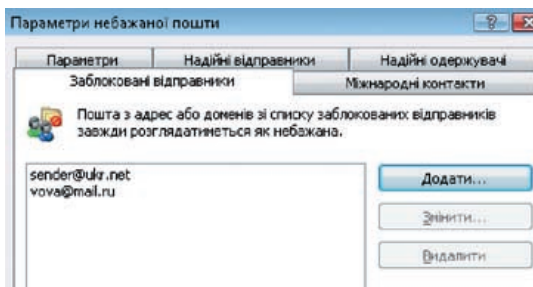 Параметри небажаної пошти
Параметри
Надійні відправники
Надійні одержувачі
Заблоковані відправники
Міжнародні контакти
Пошта з адрес або доменів зі списку заблокованих відправників
завжди розглядатиметься як небажана.
sender@ukr.net
vova@mail.ru
Додати...
Змінити...
Видалити